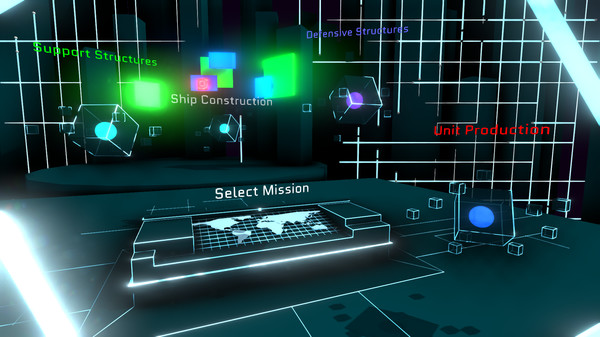 Support Structures
Defensive Structures
Ship Construction
Unit Production
Select Mission